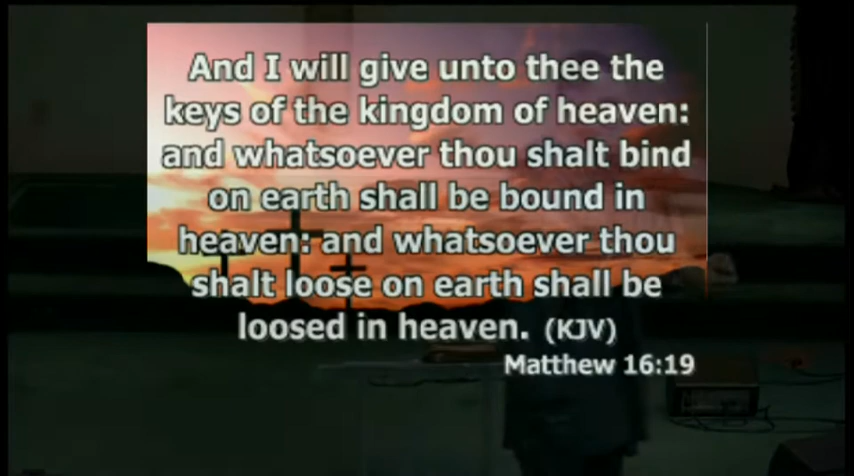 And I will give unto thee the
keys of the kingdom of heaven:
and whatsoever thou shalt bind
on earth shall be bound in
heaven: and whatsoever thou
shalt loose on earth shall be
loosed in heaven. (KJV)
Matthew 16:19